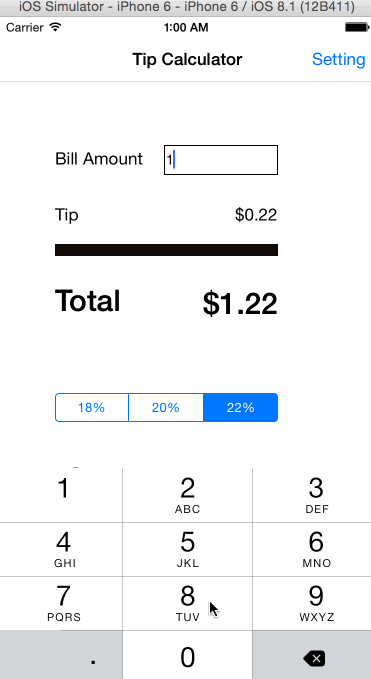 iOS Simulator - iPhone 6 - iPhone 6 / iOS 8.1 (12B411)
Carrier 1:00 AM
Tip Calculator Setting
Bill Amount 1
Tip $0.22
Total $1.22
18% 20% 22%
1 2 3
ABC DEF
4 5 6
GHI JKL MNO
7 8 9
PQRS TUV WXYZ
. 0